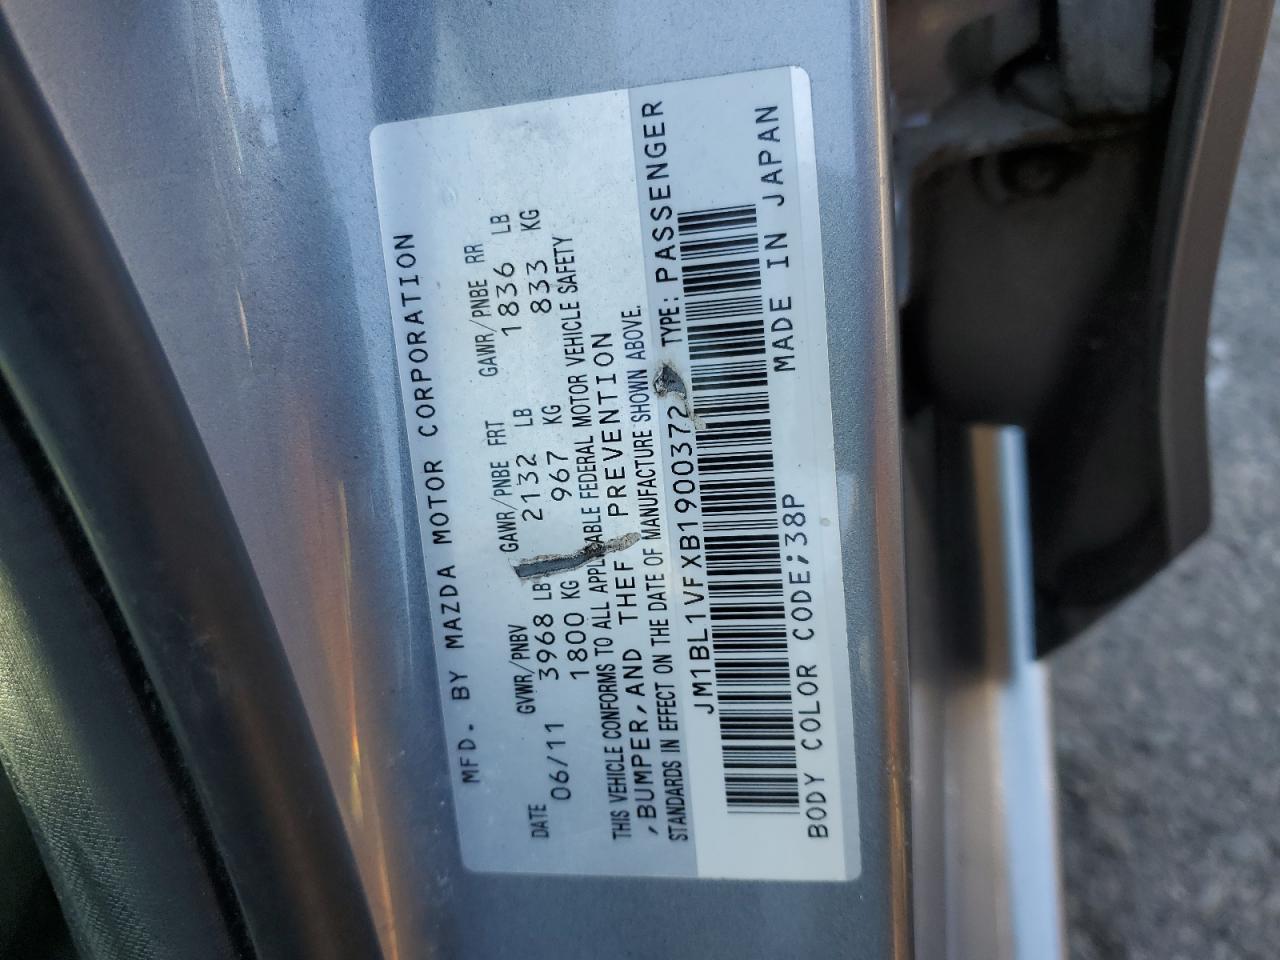 MFD. BY MAZDA MOTOR CORPORATION
DATE GVWR/PNBV GAWR/PNBE FRT GAWR/PNBE RR
06/11 3968 LB 2132 LB 1836 LB
1800 KG 967 KG 833 KG
THIS VEHICLE CONFORMS TO ALL FEDERAL MOTOR VEHICLE SAFETY
,BUMPER,AND THEF PREVENTION
STANDARDS IN EFFECT ON THE DATE OF MANUFACTURE SHOWN ABOVE.
JM1BL1VFXB1900372 TYPE: PASSENGER
BODY COLOR CODE;38P MADE IN JAPAN